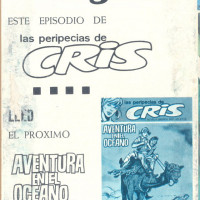 ESTE EPISODIO DE
las peripecias de
CRIS
EL PROXIMO
AVENTURA
EN EL
OCEANO
las peripecias de
CRIS
AVENTURA
EN EL
OCEANO